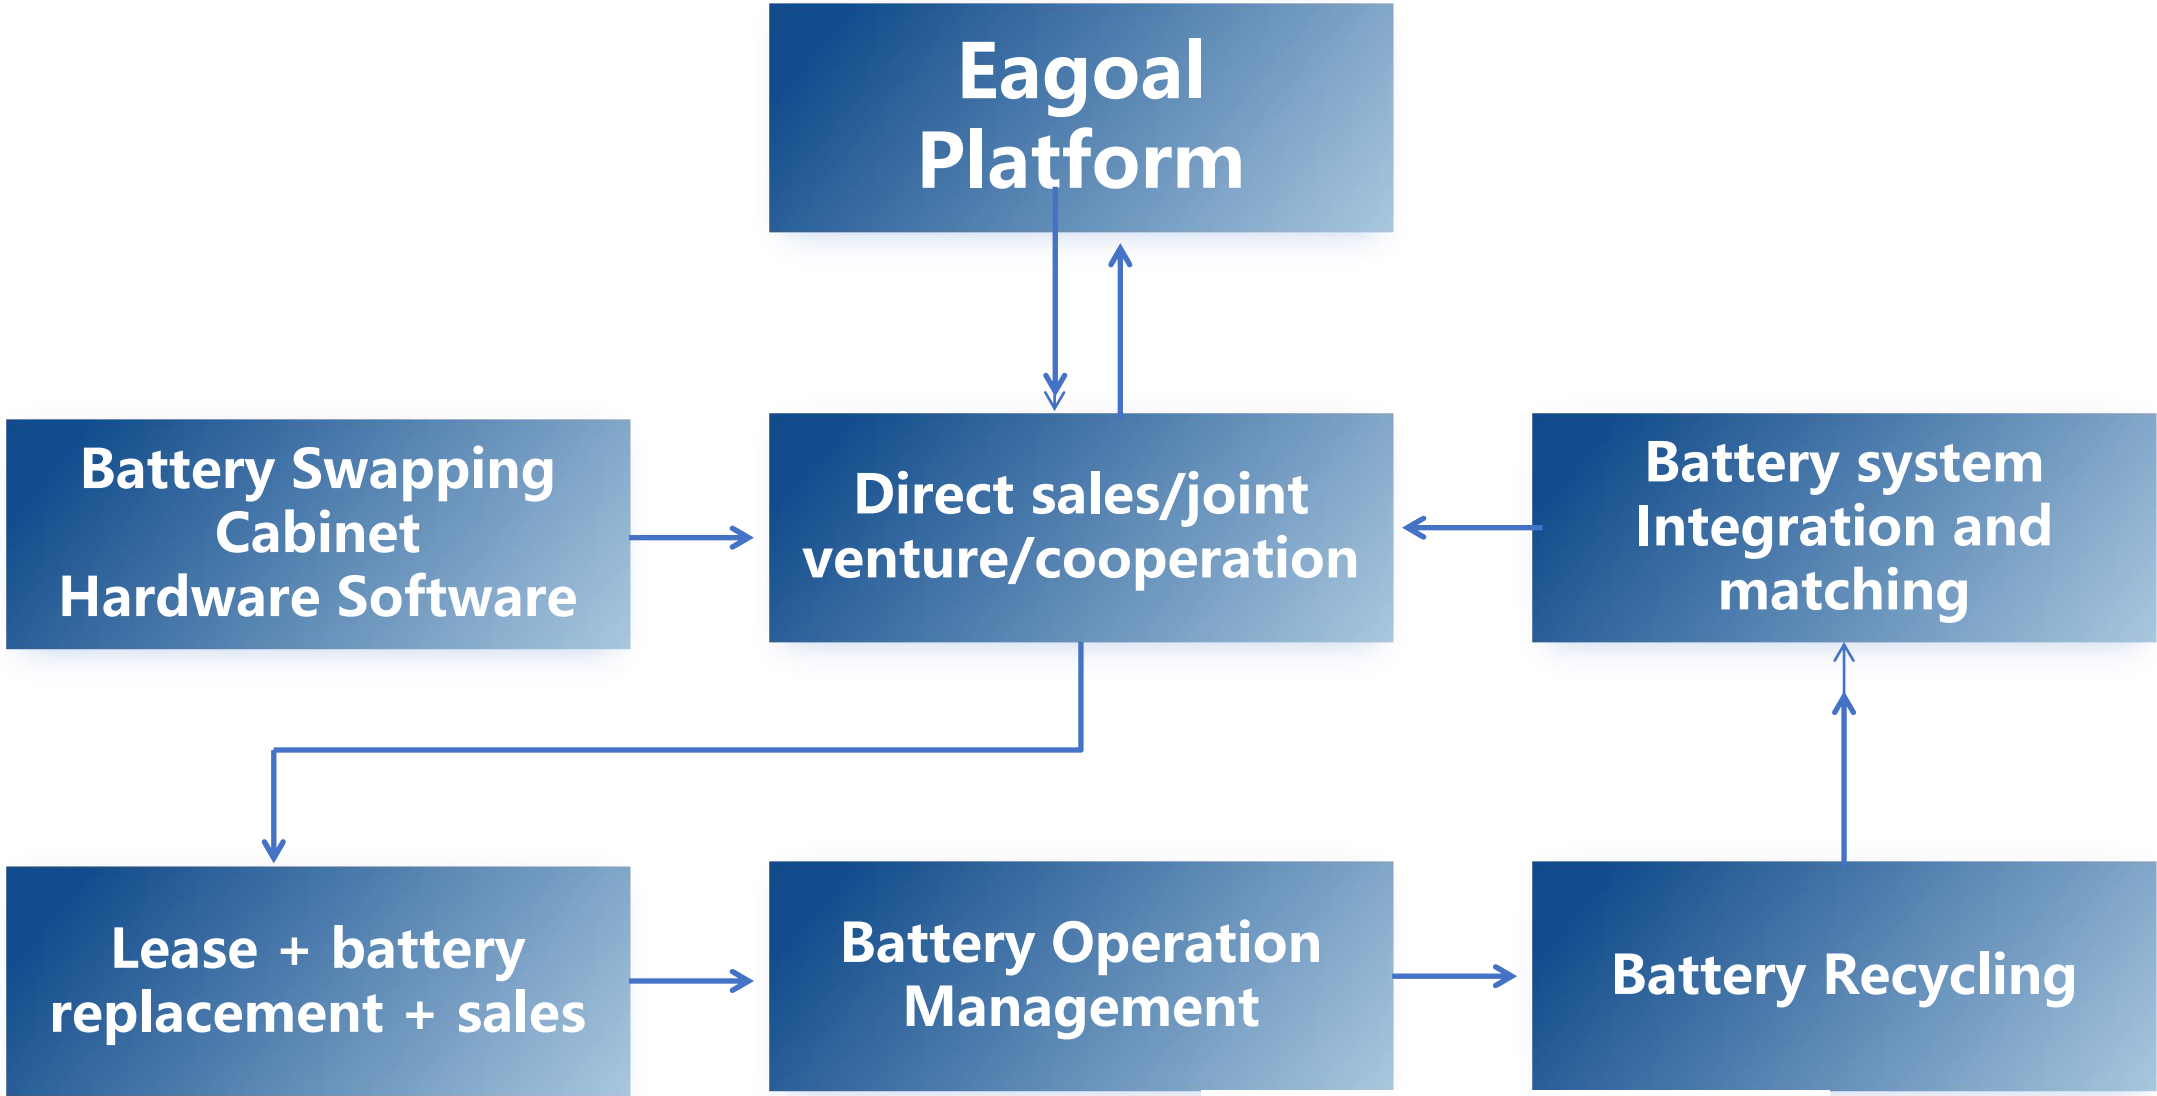 Eagoal
Platform
Battery Swapping
Cabinet
Hardware Software
Direct sales/joint
venture/cooperation
Battery system
Integration and
matching
Lease + battery
replacement + sales
Battery Operation
Management
Battery Recycling